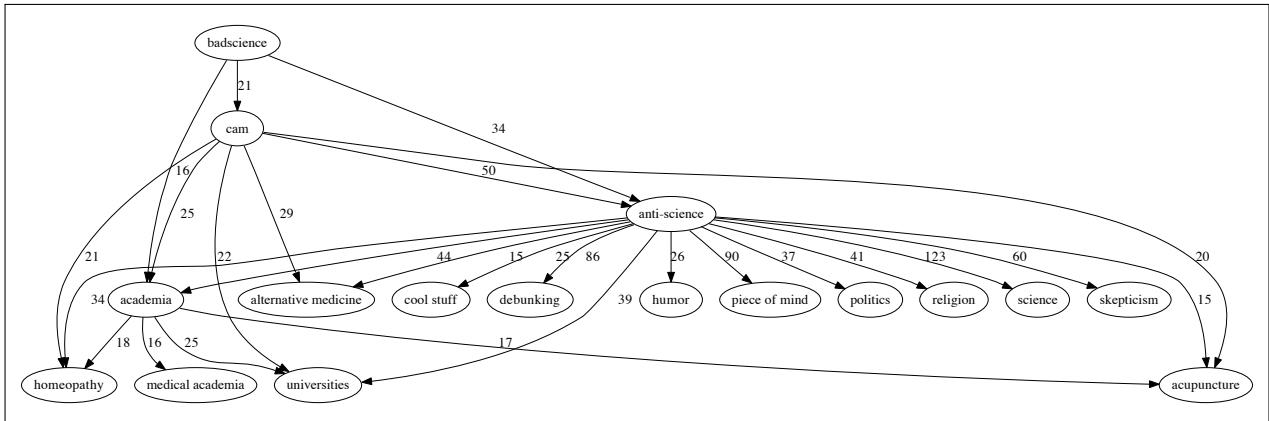 badscience
21
cam
34
16
50
25
29
anti-science
21
22
44
15
25
86
26
90
37
41
123
60
20
34
academia
alternative medicine
cool stuff
debunking
39
humor
piece of mind
politics
religion
science
skepticism
15
18
16
25
17
homeopathy
medical academia
universities
acupuncture